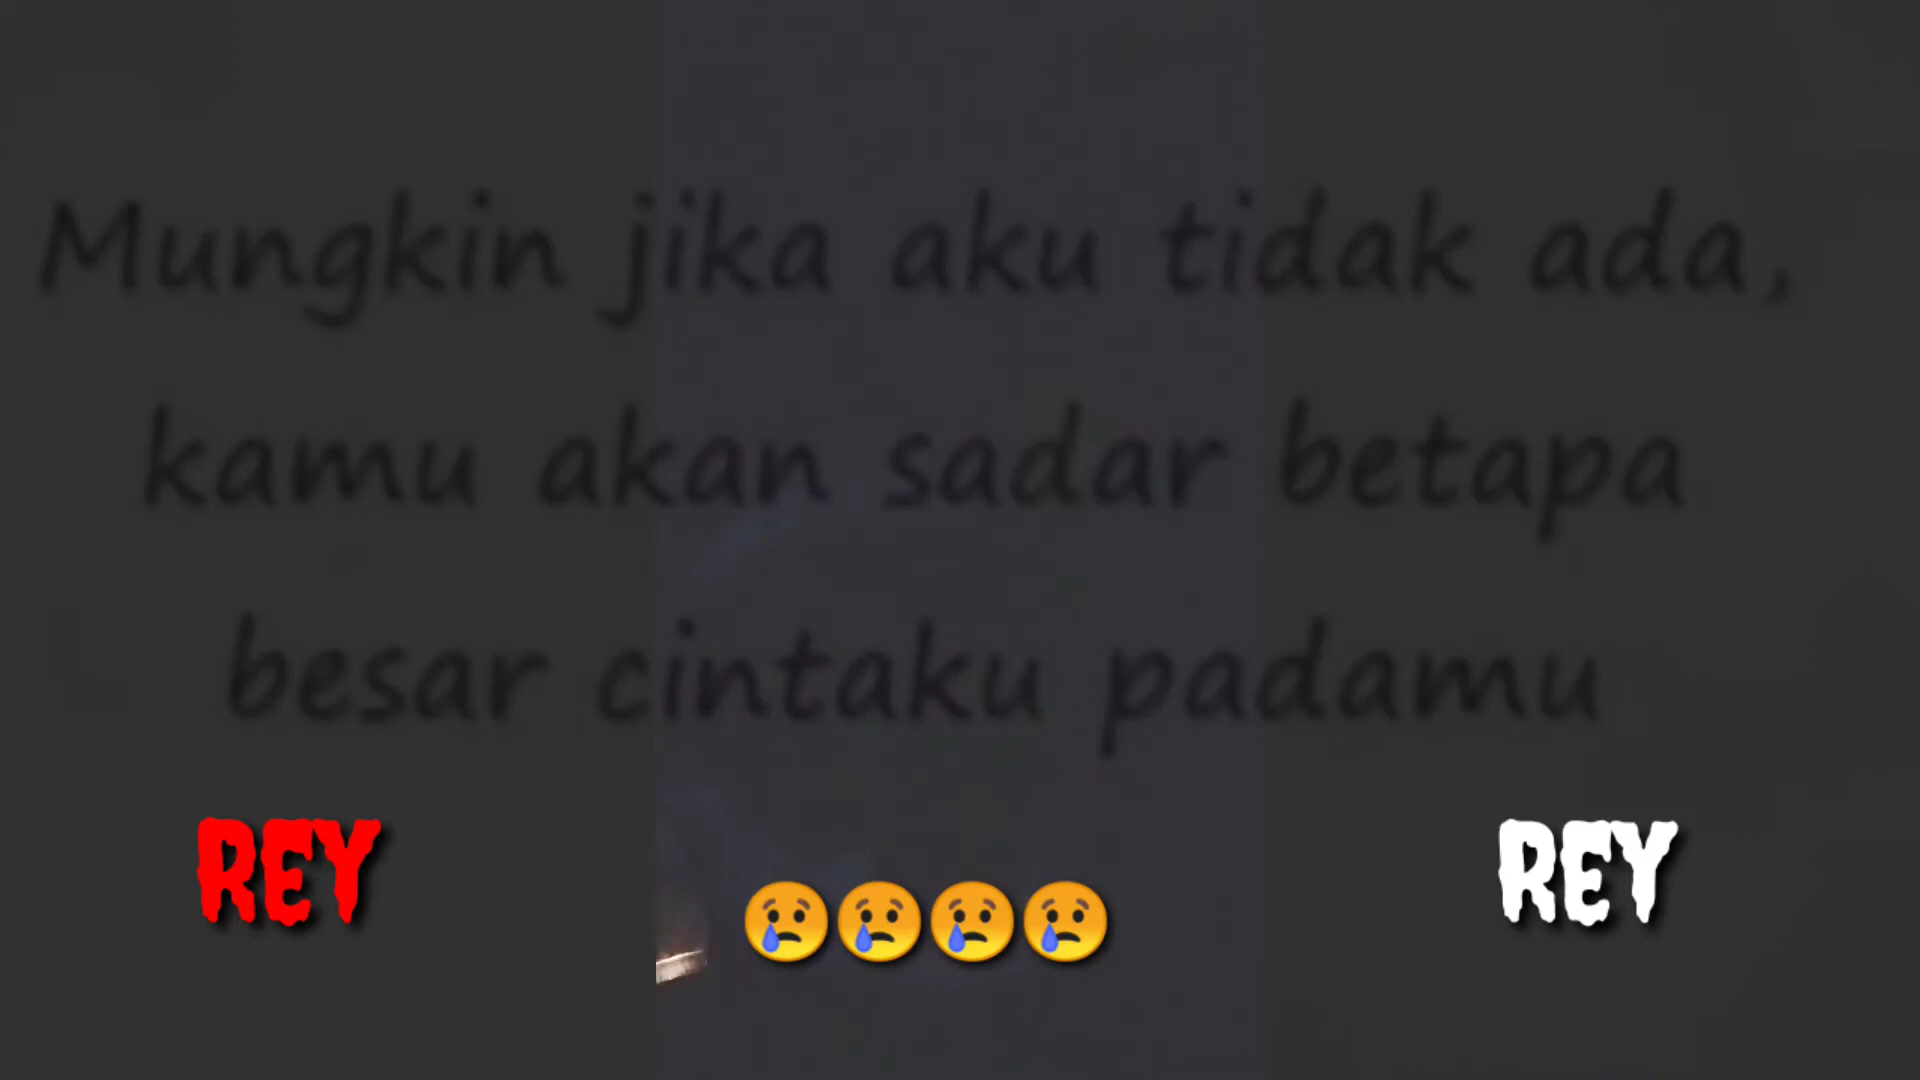 Mungkin jika aku tidak ada,
kamu akan sadar betapa
besar cintaku padamu
REY
REY
😢😢😢😢